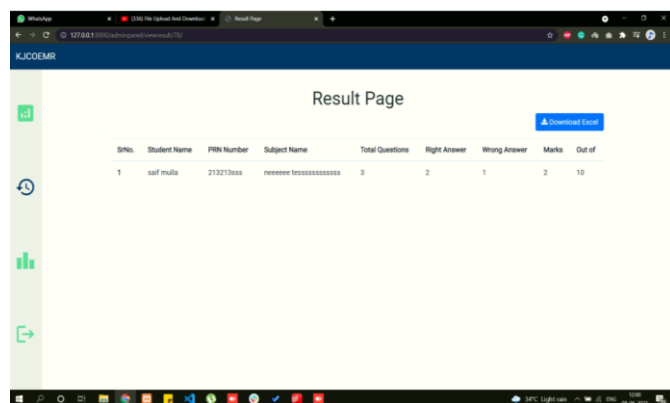 WhatsApp
(336) File Upload And Downloa
Result Page
127.0.0.1:8000/adminpanel/viewresult/78/
KJCOEMR
Result Page
Download Excel
SrNo. Student Name PRN Number Subject Name Total Questions Right Answer Wrong Answer Marks Out of
1 saif mulla 213213sss neeeeee tesssssssssss 3 2 1 2 10
34°C Light rain ENG 12:00